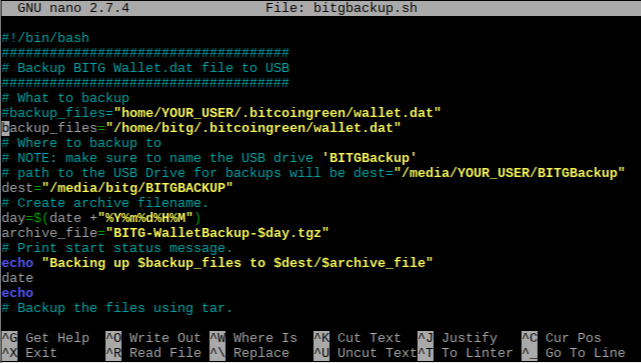 GNU nano 2.7.4 File: bitgbackup.sh
#!/bin/bash
####################################
# Backup BITG Wallet.dat file to USB
####################################
# What to backup
#backup_files="home/YOUR_USER/.bitcoingreen/wallet.dat"
backup_files="/home/bitg/.bitcoingreen/wallet.dat"
# Where to backup to
# NOTE: make sure to name the USB drive 'BITGBackup'
# path to the USB Drive for backups will be dest="/media/YOUR_USER/BITGBackup"
dest="/media/bitg/BITGBACKUP"
# Create archive filename.
day=$(date +"%Y%m%d%H%M")
archive_file="BITG-WalletBackup-$day.tgz"
# Print start status message.
echo "Backing up $backup_files to $dest/$archive_file"
date
echo
# Backup the files using tar.
^G Get Help ^O Write Out ^W Where Is ^K Cut Text ^J Justify ^C Cur Pos
^X Exit ^R Read File ^\ Replace ^U Uncut Text ^T To Linter ^_ Go To Line